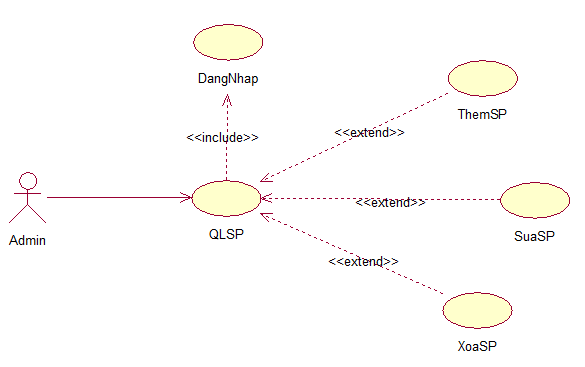 DangNhap
ThemSP
<<include>>
<<extend>>
Admin
QLSP
<<extend>>
SuaSP
<<extend>>
XoaSP